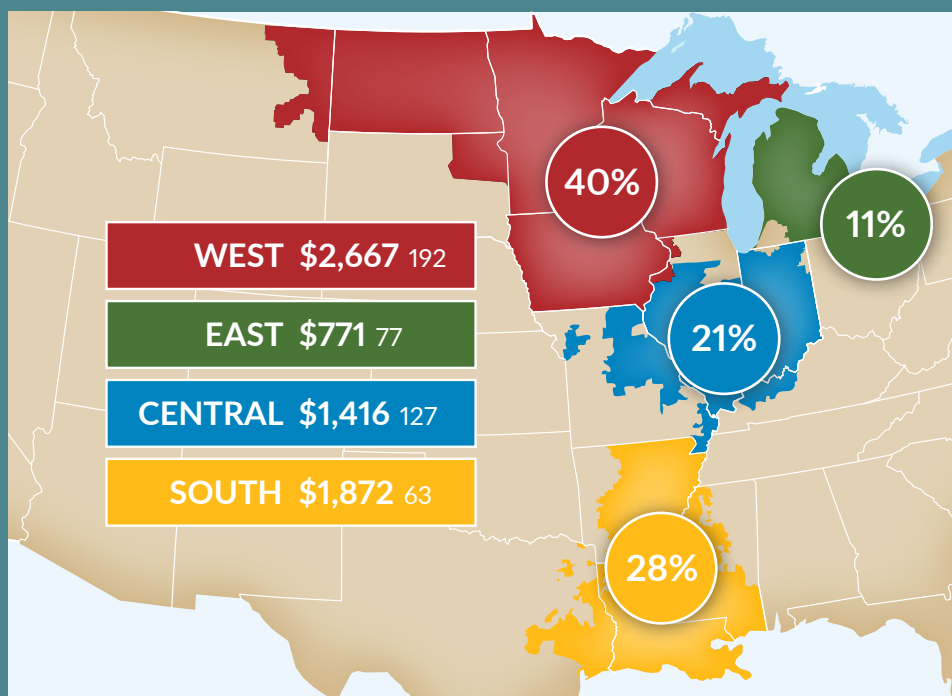 40%
11%
WEST $2,667 192
EAST $771 77
21%
CENTRAL $1,416 127
SOUTH $1,872 63
28%